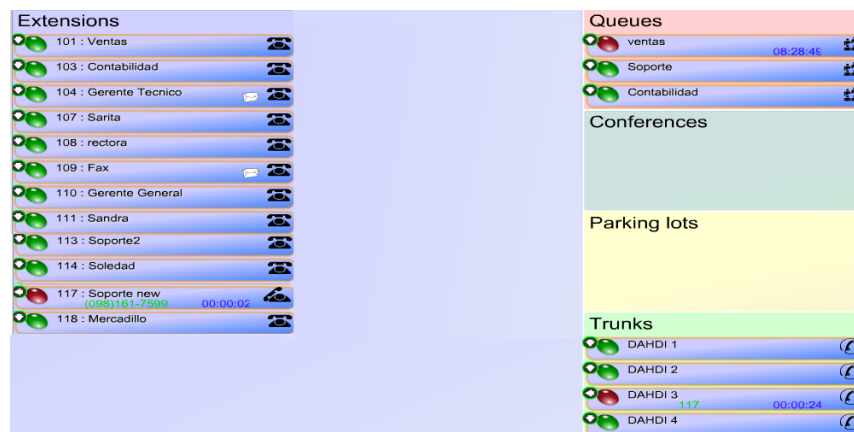 Extensions
101 : Ventas
103 : Contabilidad
104 : Gerente Tecnico
107 : Sarita
108 : rectora
109 : Fax
110 : Gerente General
111 : Sandra
113 : Soporte2
114 : Soledad
117 : Soporte new
(098)161-7599 00:00:02
118 : Mercadillo
Queues
ventas
08:28:49
Soporte
Contabilidad
Conferences
Parking lots
Trunks
DAHDI 1
DAHDI 2
DAHDI 3
117 00:00:24
DAHDI 4